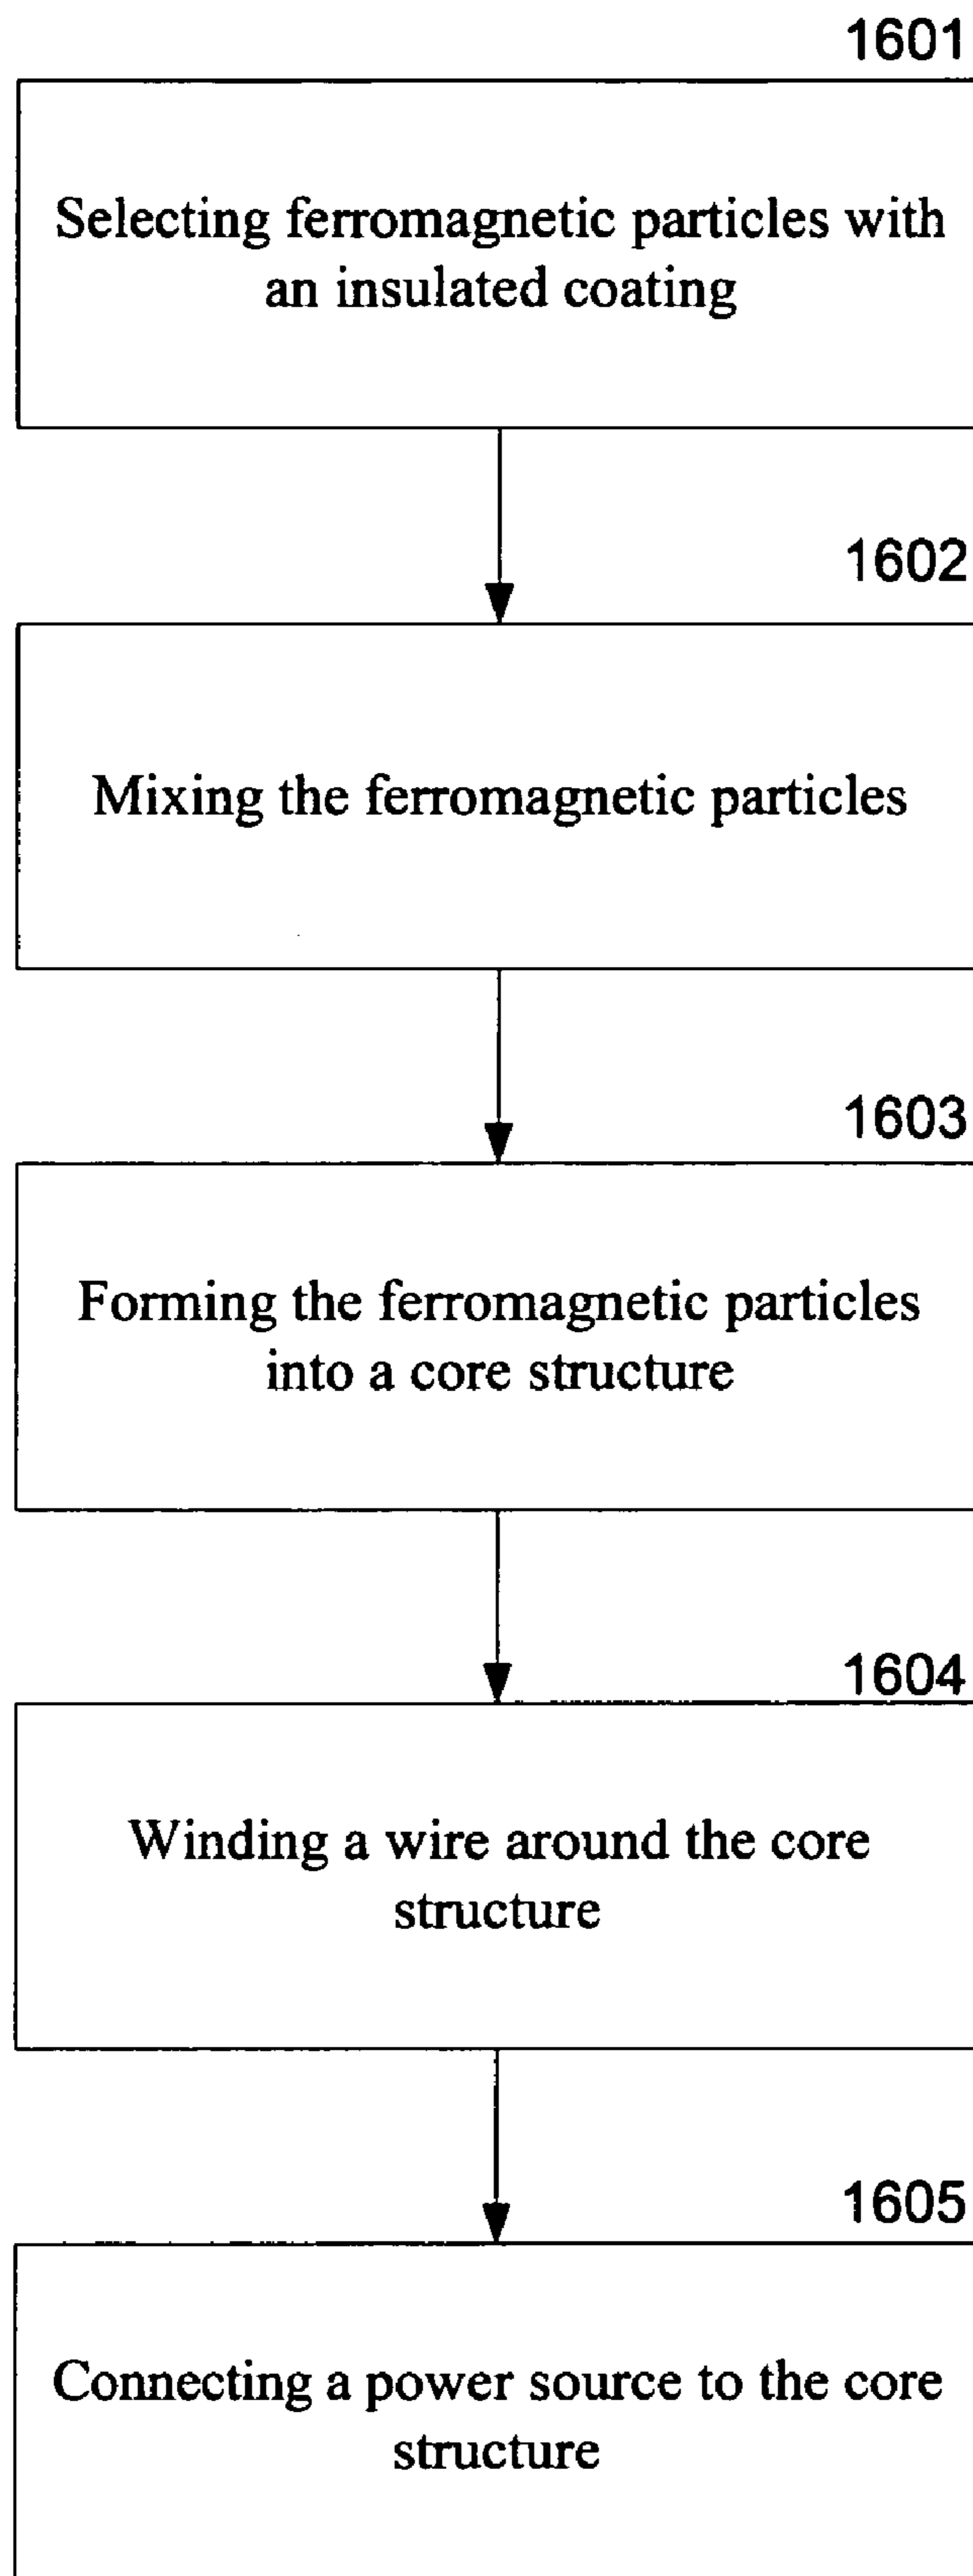 1601
Selecting ferromagnetic particles with
an insulated coating
1602
Mixing the ferromagnetic particles
1603
Forming the ferromagnetic particles
into a core structure
1604
Winding a wire around the core
structure
1605
Connecting a power source to the core
structure